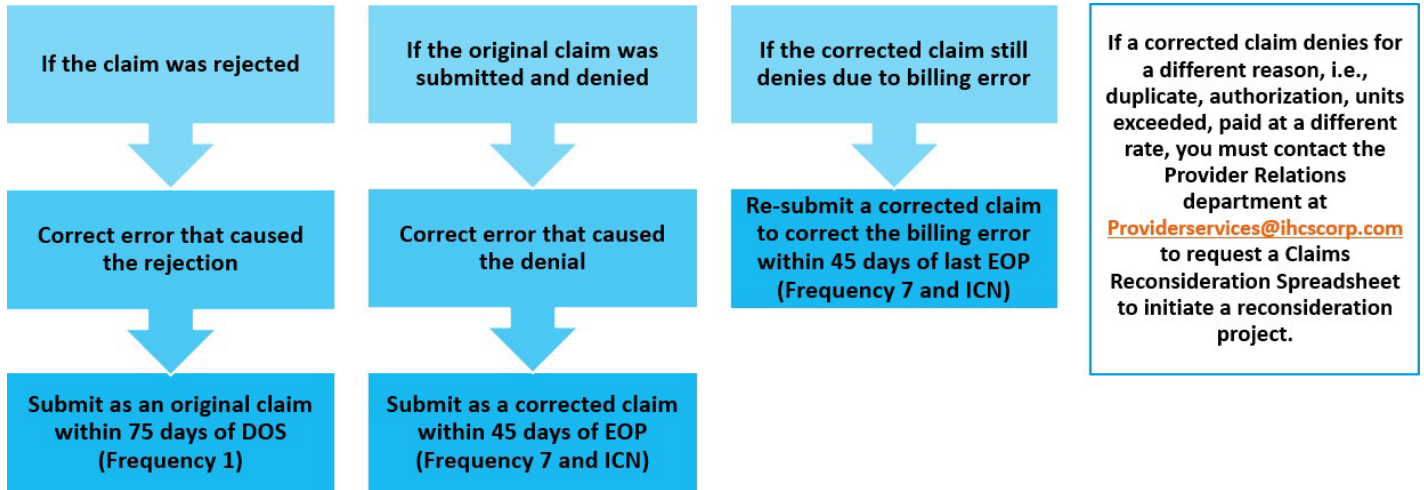 If the claim was rejected
Correct error that caused
the rejection
Submit as an original claim
within 75 days of DOS
(Frequency 1)
If the original claim was
submitted and denied
Correct error that caused
the denial
Submit as a corrected claim
within 45 days of EOP
(Frequency 7 and ICN)
If the corrected claim still
denies due to billing error
Re-submit a corrected claim
to correct the billing error
within 45 days of last EOP
(Frequency 7 and ICN)
If a corrected claim denies for
a different reason, i.e.,
duplicate, authorization, units
exceeded, paid at a different
rate, you must contact the
Provider Relations
department at
Providerservices@ihcscorp.com
to request a Claims
Reconsideration Spreadsheet
to initiate a reconsideration
project.